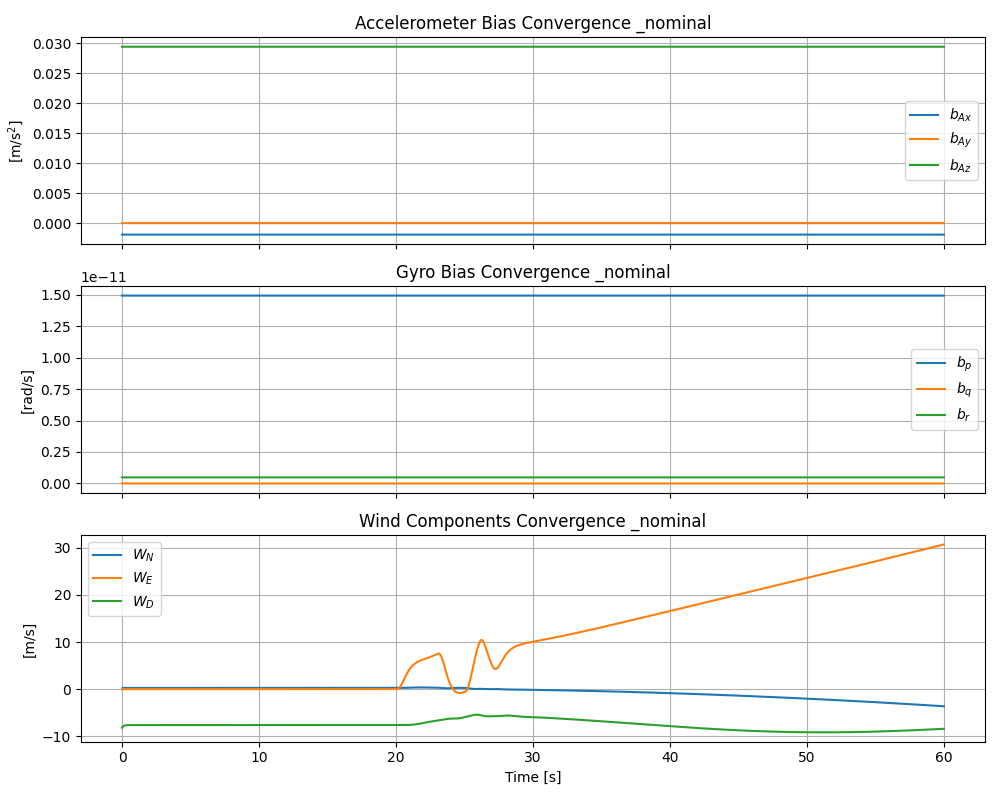 Accelerometer Bias Convergence _nominal
0.030
0.025
0.020
0.015
0.010
0.005
0.000
[m/s²]
b_Ax
b_Ay
b_Az
Gyro Bias Convergence _nominal
1e−11
1.50
1.25
1.00
0.75
0.50
0.25
0.00
[rad/s]
b_p
b_q
b_r
Wind Components Convergence _nominal
30
20
10
0
−10
[m/s]
W_N
W_E
W_D
0 10 20 30 40 50 60
Time [s]